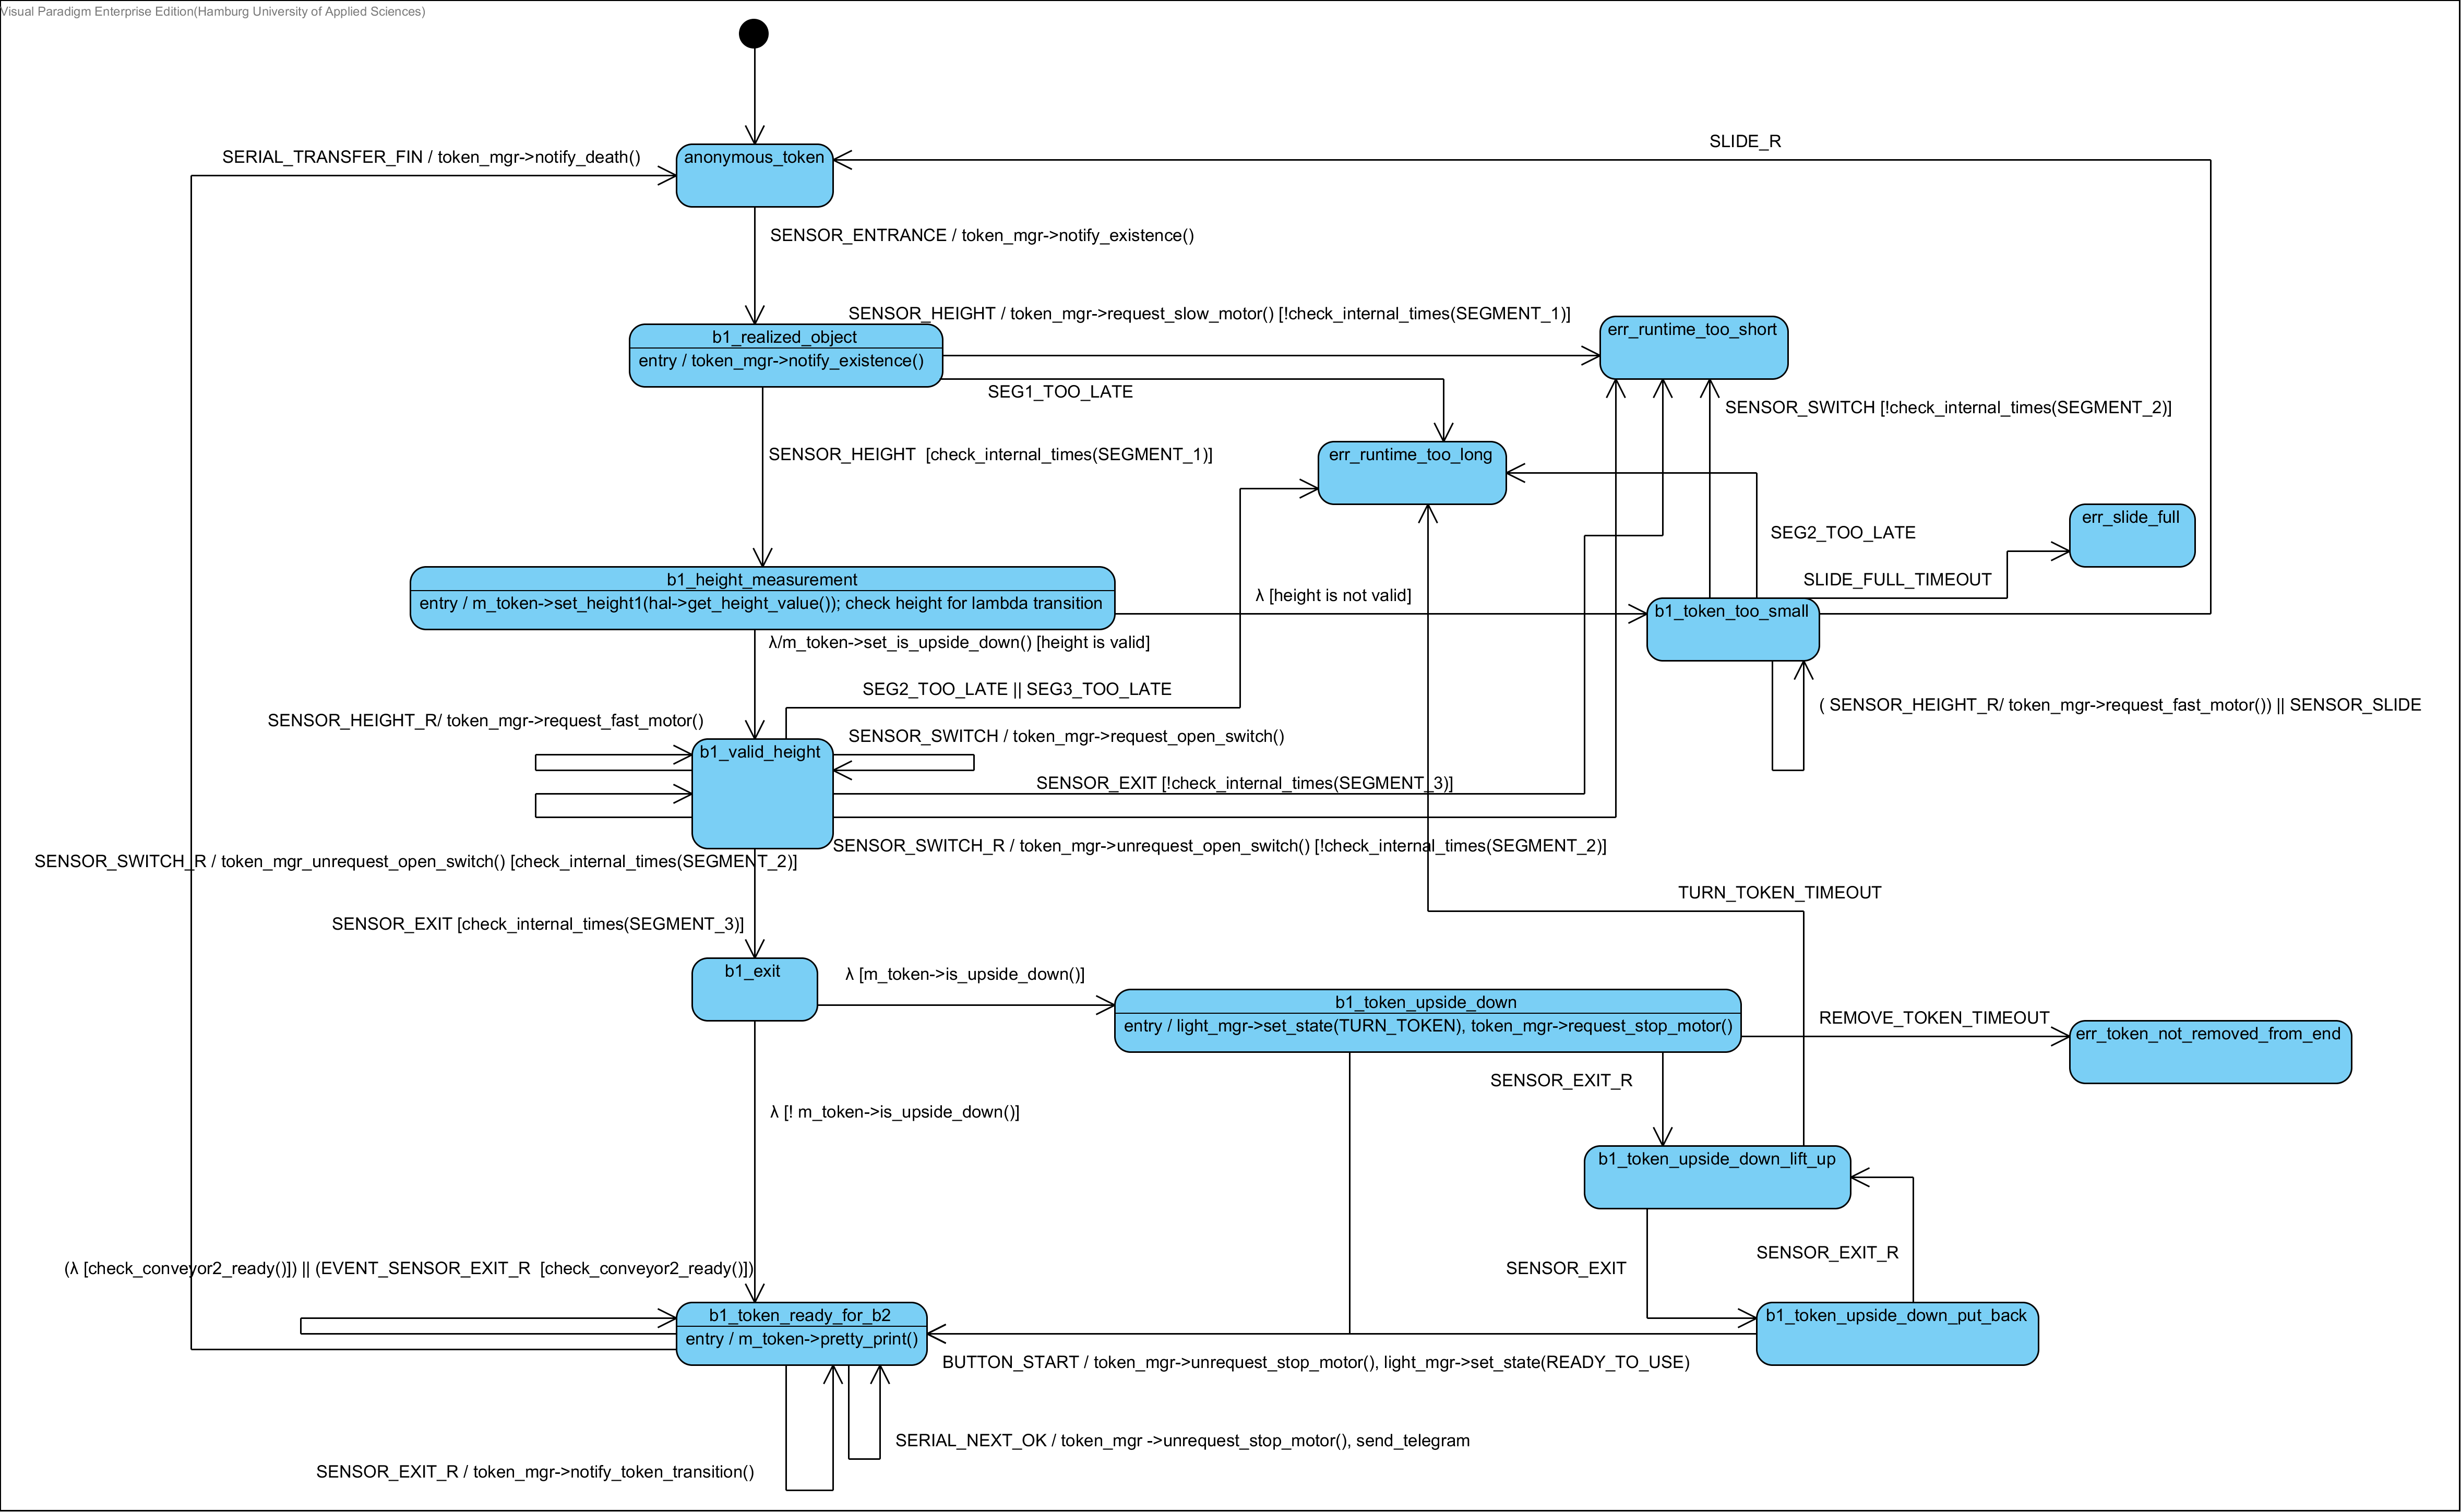 Visual Paradigm Enterprise Edition(Hamburg University of Applied Sciences)
SLIDE_R
SERIAL_TRANSFER_FIN / token_mgr->notify_death()
anonymous_token
SENSOR_ENTRANCE / token_mgr->notify_existence()
SENSOR_HEIGHT / token_mgr->request_slow_motor() [!check_internal_times(SEGMENT_1)]
err_runtime_too_short
b1_realized_object
entry / token_mgr->notify_existence()
SEG1_TOO_LATE
SENSOR_SWITCH [!check_internal_times(SEGMENT_2)]
SENSOR_HEIGHT  [check_internal_times(SEGMENT_1)]
err_runtime_too_long
err_slide_full
SEG2_TOO_LATE
SLIDE_FULL_TIMEOUT
b1_height_measurement
entry / m_token->set_height1(hal->get_height_value()); check height for lambda transition
λ [height is not valid]
b1_token_too_small
λ/m_token->set_is_upside_down() [height is valid]
SEG2_TOO_LATE || SEG3_TOO_LATE
( SENSOR_HEIGHT_R/ token_mgr->request_fast_motor()) || SENSOR_SLIDE
SENSOR_HEIGHT_R/ token_mgr->request_fast_motor()
SENSOR_SWITCH / token_mgr->request_open_switch()
b1_valid_height
SENSOR_EXIT [!check_internal_times(SEGMENT_3)]
SENSOR_SWITCH_R / token_mgr->unrequest_open_switch() [!check_internal_times(SEGMENT_2)]
SENSOR_SWITCH_R / token_mgr_unrequest_open_switch() [check_internal_times(SEGMENT_2)]
TURN_TOKEN_TIMEOUT
SENSOR_EXIT [check_internal_times(SEGMENT_3)]
b1_exit
λ [m_token->is_upside_down()]
b1_token_upside_down
entry / light_mgr->set_state(TURN_TOKEN), token_mgr->request_stop_motor()
REMOVE_TOKEN_TIMEOUT
err_token_not_removed_from_end
SENSOR_EXIT_R
λ [! m_token->is_upside_down()]
b1_token_upside_down_lift_up
SENSOR_EXIT_R
SENSOR_EXIT
(λ [check_conveyor2_ready()]) || (EVENT_SENSOR_EXIT_R  [check_conveyor2_ready()])
b1_token_ready_for_b2
entry / m_token->pretty_print()
b1_token_upside_down_put_back
BUTTON_START / token_mgr->unrequest_stop_motor(), light_mgr->set_state(READY_TO_USE)
SERIAL_NEXT_OK / token_mgr ->unrequest_stop_motor(), send_telegram
SENSOR_EXIT_R / token_mgr->notify_token_transition()